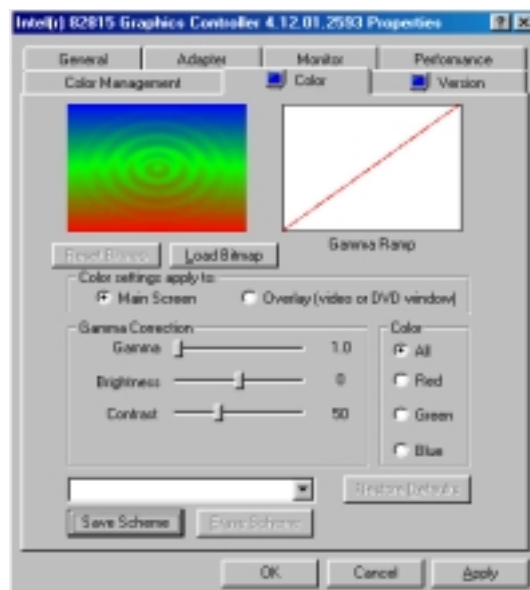 Intel(r) 82815 Graphics Controller 4.12.01.2593 Properties
General Adapter Monitor Performance
Color Management Color Version
Gamma Ramp
Reset Bitmap Load Bitmap
Color settings apply to:
Main Screen Overlay (video or DVD window)
Gamma Correction Color
Gamma 1.0 All
Brightness 0 Red
Contrast 50 Green
Blue
Restore Defaults
Save Scheme Erase Scheme
OK Cancel Apply